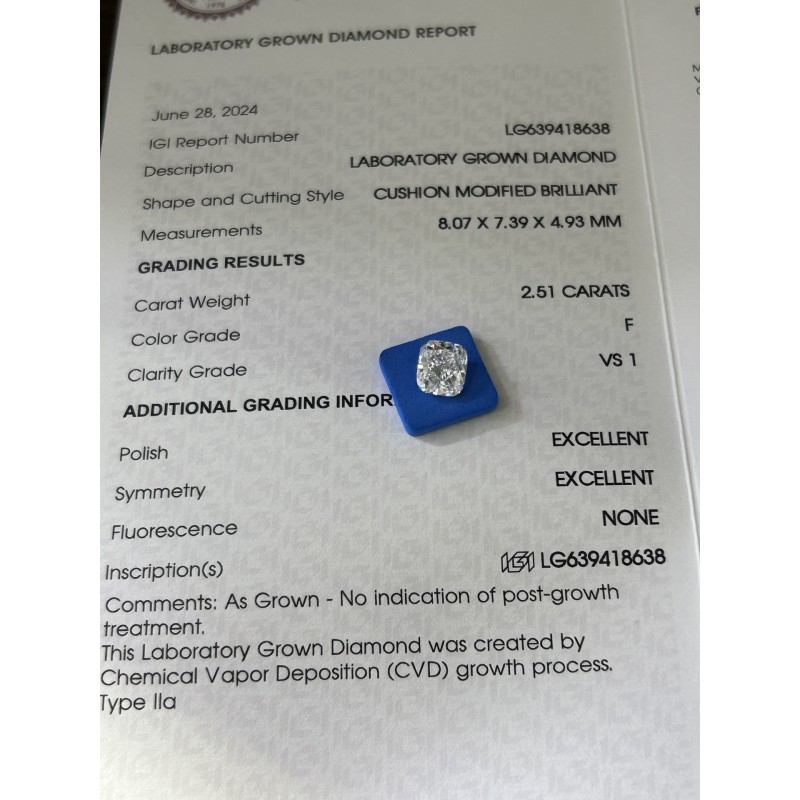 1975
LABORATORY GROWN DIAMOND REPORT
June 28, 2024
IGI Report Number LG639418638
Description LABORATORY GROWN DIAMOND
Shape and Cutting Style CUSHION MODIFIED BRILLIANT
Measurements 8.07 X 7.39 X 4.93 MM
GRADING RESULTS
Carat Weight 2.51 CARATS
Color Grade F
Clarity Grade VS 1
ADDITIONAL GRADING INFOR
Polish EXCELLENT
Symmetry EXCELLENT
Fluorescence NONE
Inscription(s) IGI LG639418638
Comments: As Grown - No indication of post-growth
treatment.
This Laboratory Grown Diamond was created by
Chemical Vapor Deposition (CVD) growth process.
Type IIa